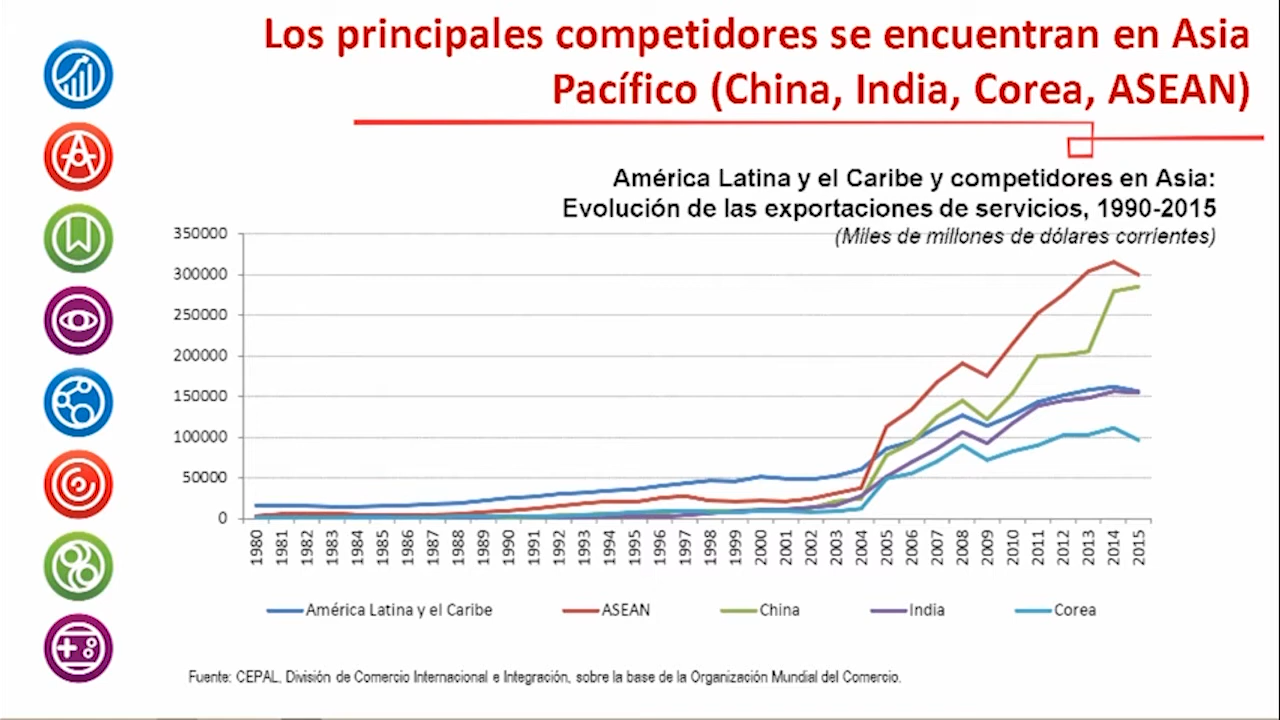 Los principales competidores se encuentran en Asia
Pacífico (China, India, Corea, ASEAN)
América Latina y el Caribe y competidores en Asia:
Evolución de las exportaciones de servicios, 1990-2015
(Miles de millones de dólares corrientes)
350000
300000
250000
200000
150000
100000
50000
0
1980 1981 1982 1983 1984 1985 1986 1987 1988 1989 1990 1991 1992 1993 1994 1995 1996 1997 1998 1999 2000 2001 2002 2003 2004 2005 2006 2007 2008 2009 2010 2011 2012 2013 2014 2015
América Latina y el Caribe ASEAN China India Corea
Fuente: CEPAL, División de Comercio Internacional e Integración, sobre la base de la Organización Mundial del Comercio.